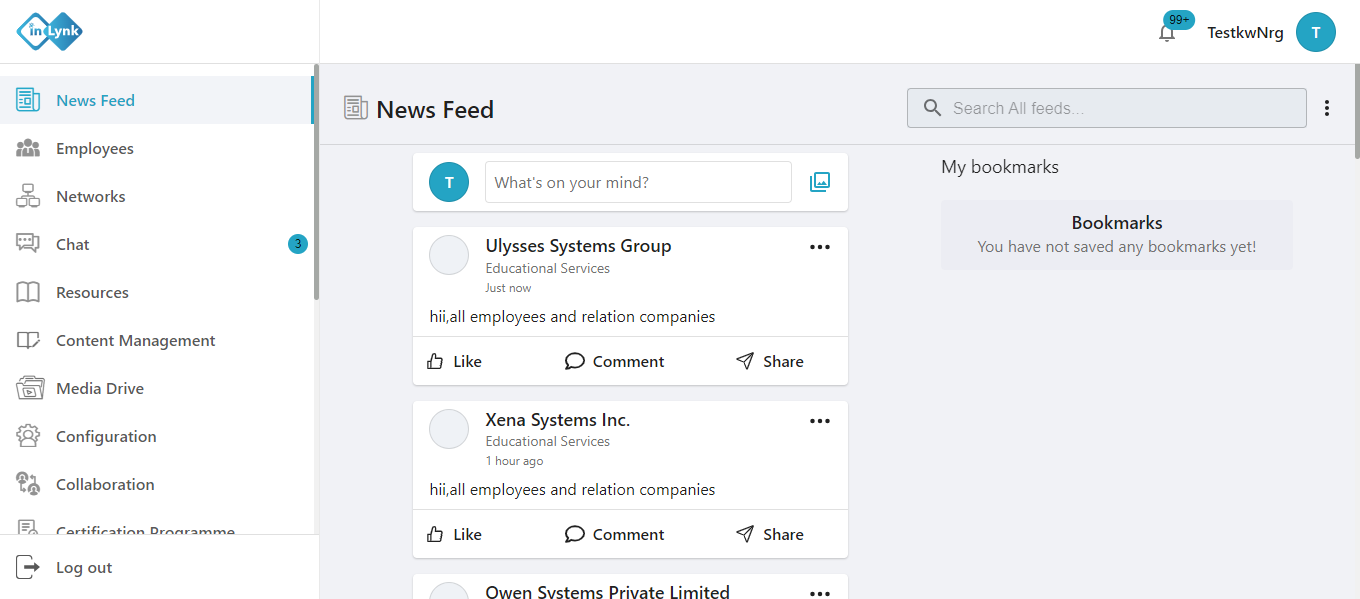 in Lynk
99+
TestkwNrg
T
News Feed
Employees
Networks
Chat
3
Resources
Content Management
Media Drive
Configuration
Collaboration
Certification Programme
Log out
News Feed
Search All feeds...
T
What's on your mind?
Ulysses Systems Group
Educational Services
Just now
hii,all employees and relation companies
Like
Comment
Share
Xena Systems Inc.
Educational Services
1 hour ago
hii,all employees and relation companies
Like
Comment
Share
Owen Systems Private Limited
My bookmarks
Bookmarks
You have not saved any bookmarks yet!